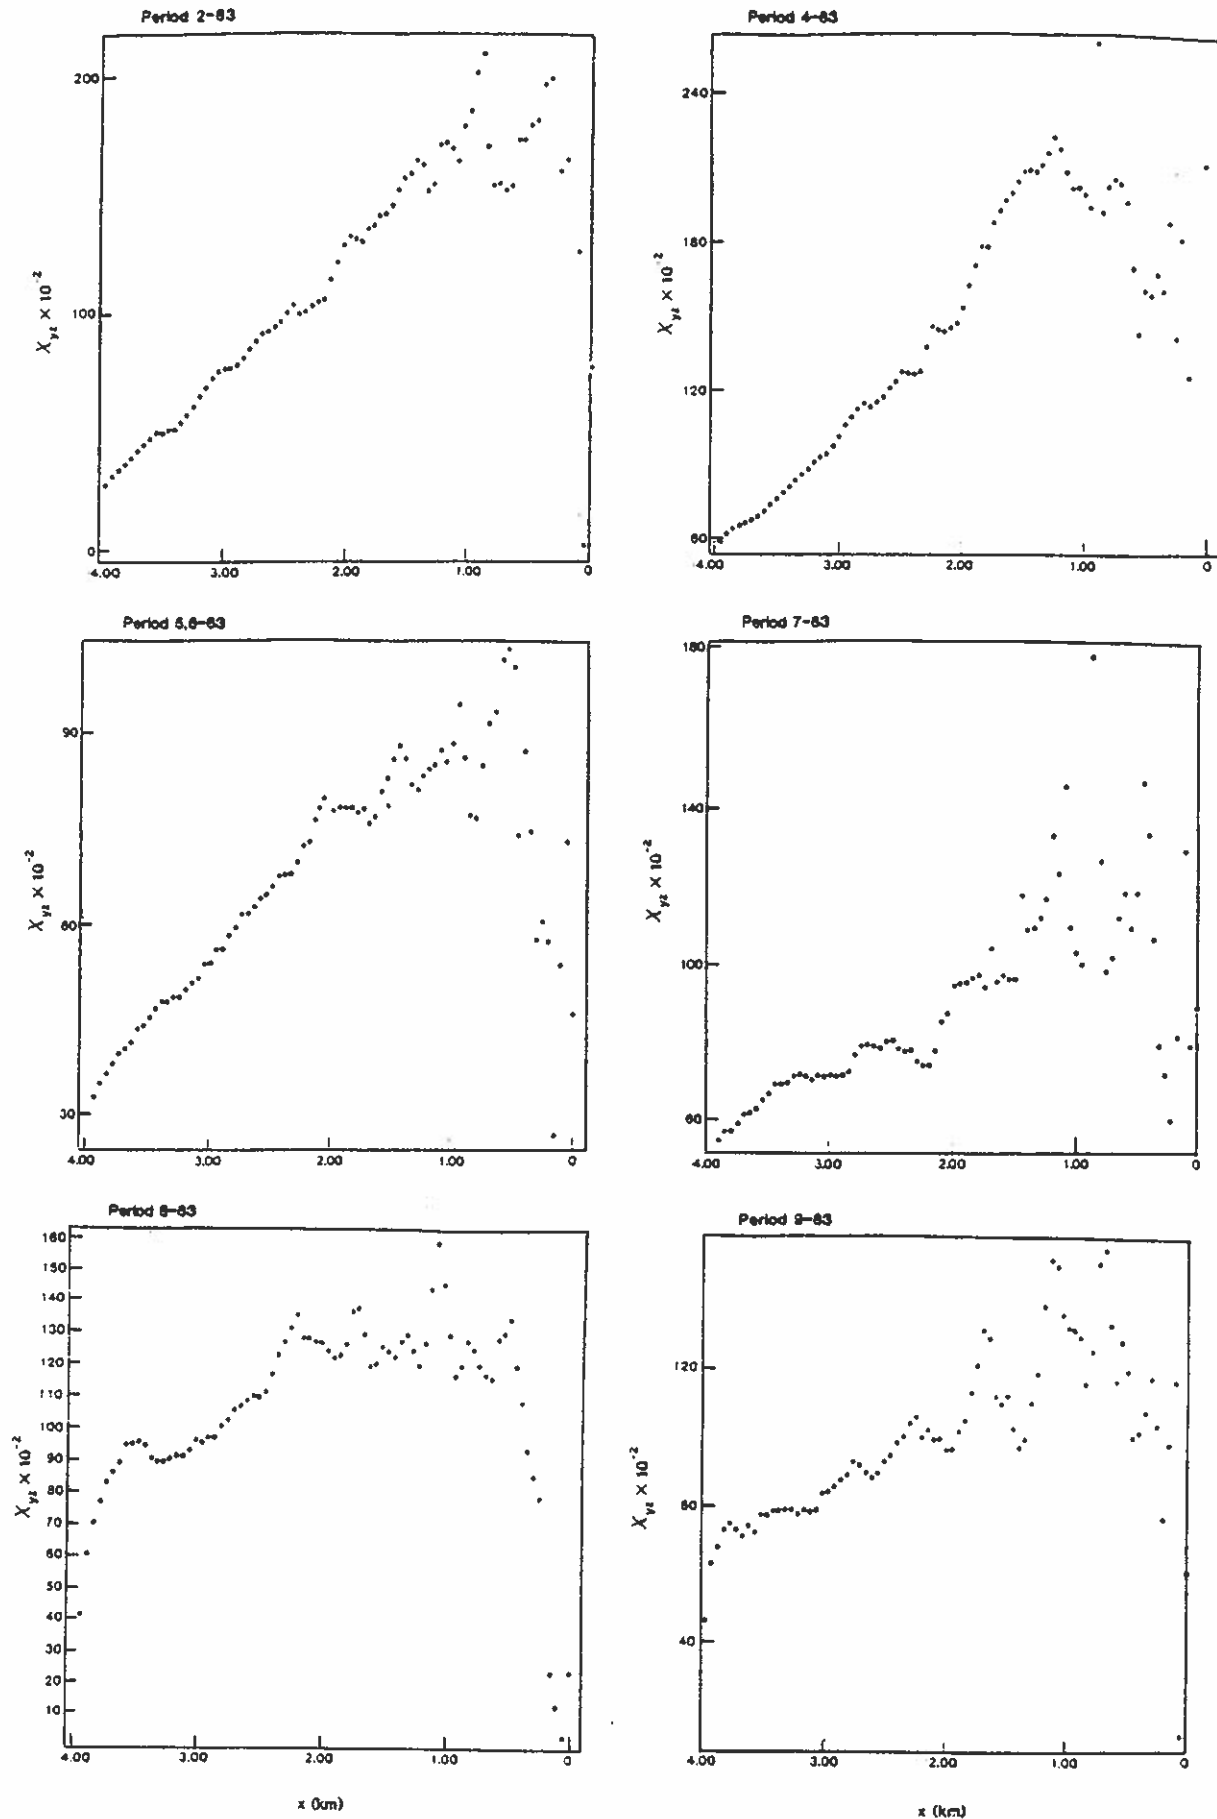 Period 2-83
Period 4-83
200
100
0
χyz × 10⁻²
4.00 3.00 2.00 1.00 0
240
180
120
60
χyz × 10⁻²
4.00 3.00 2.00 1.00 0
Period 5,6-83
Period 7-83
90
60
30
χyz × 10⁻²
4.00 3.00 2.00 1.00 0
180
140
100
60
χyz × 10⁻²
4.00 3.00 2.00 1.00 0
Period 8-83
Period 9-83
160
150
140
130
120
110
100
90
80
70
60
50
40
30
20
10
χyz × 10⁻²
4.00 3.00 2.00 1.00 0
x (km)
120
80
40
χyz × 10⁻²
4.00 3.00 2.00 1.00 0
x (km)